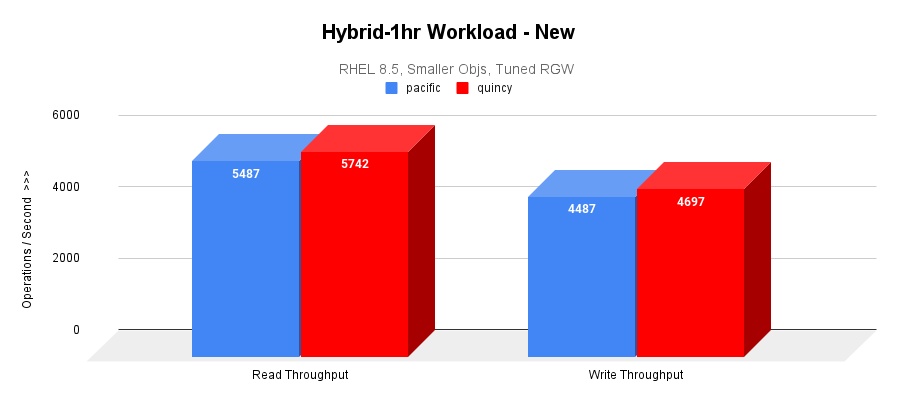 Hybrid-1hr Workload - New
RHEL 8.5, Smaller Objs, Tuned RGW
pacific quincy
Operations / Second >>>
6000
4000
2000
0
5487
5742
4487
4697
Read Throughput
Write Throughput